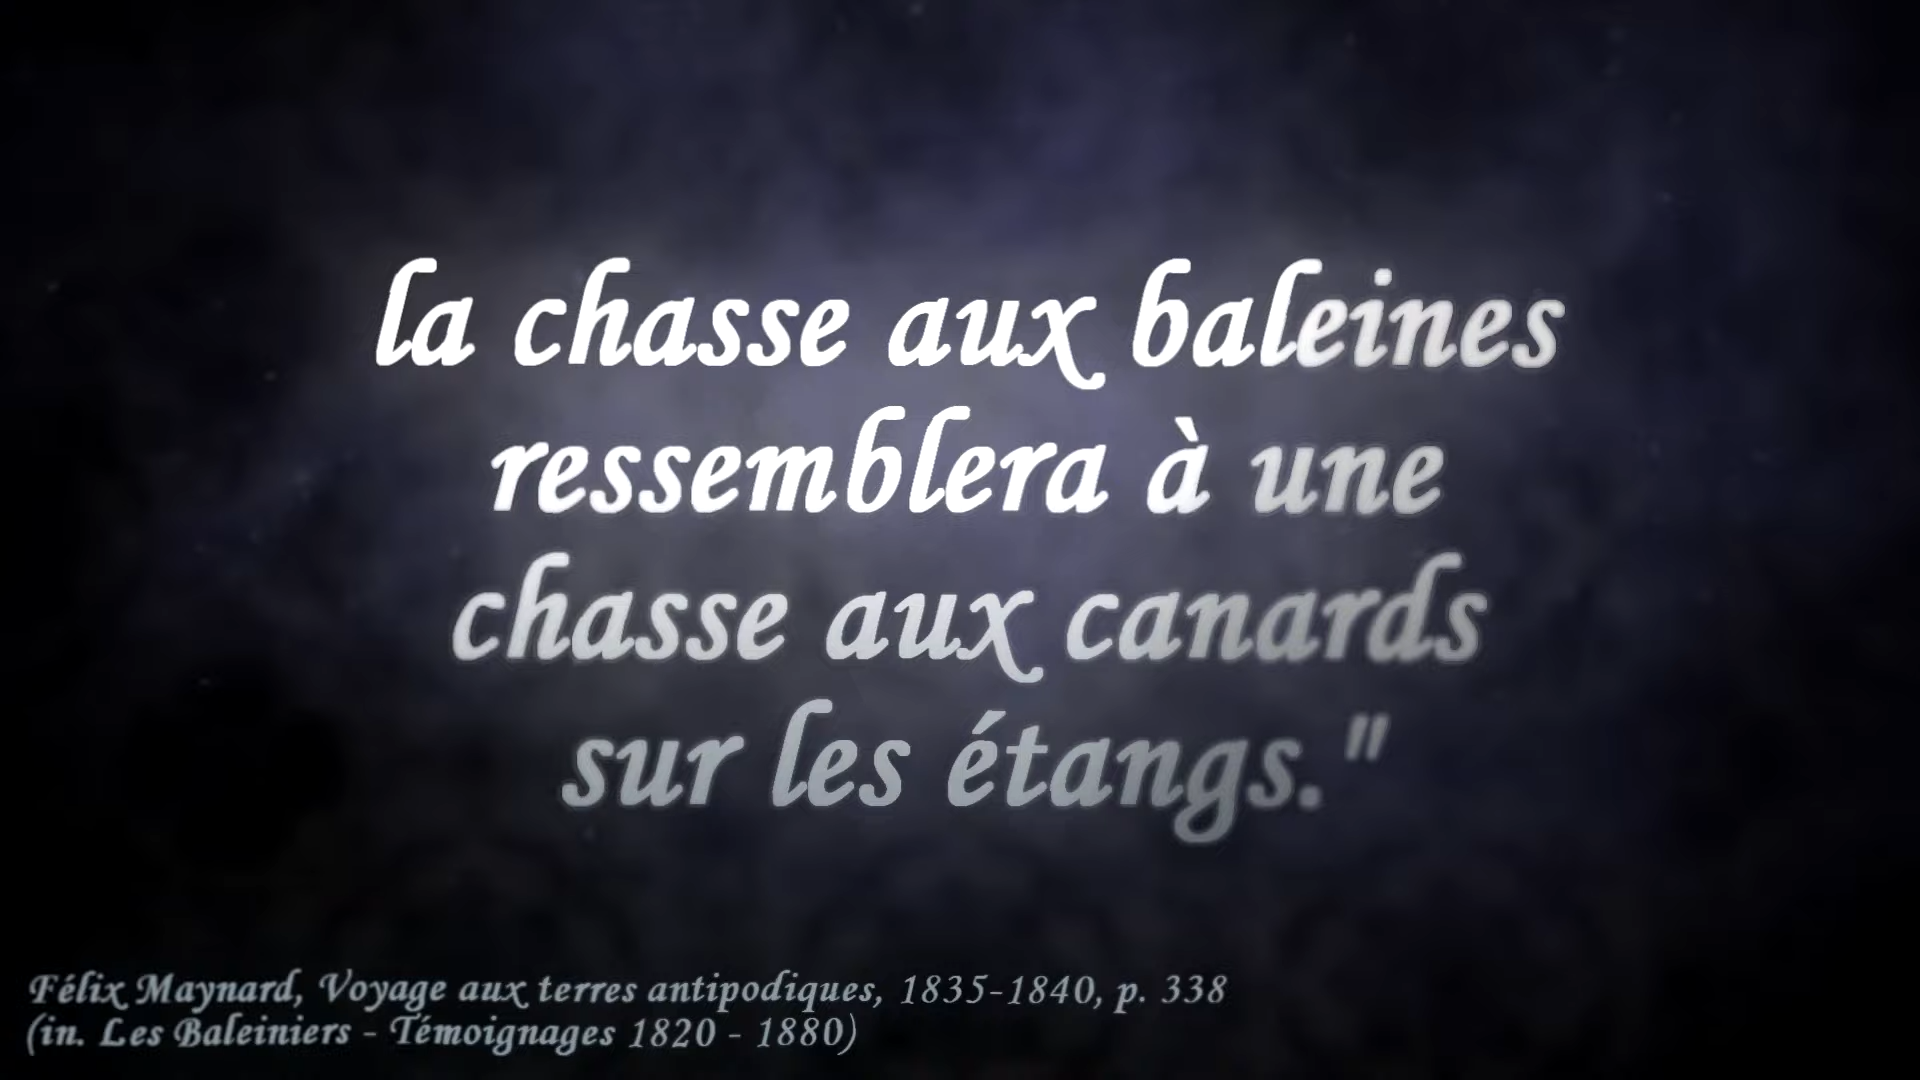 la chasse aux baleines
ressemblera à une
chasse aux canards
sur les étangs."
Félix Maynard, Voyage aux terres antipodiques, 1835-1840, p. 338
(in. Les Baleiniers - Témoignages 1820 - 1880)